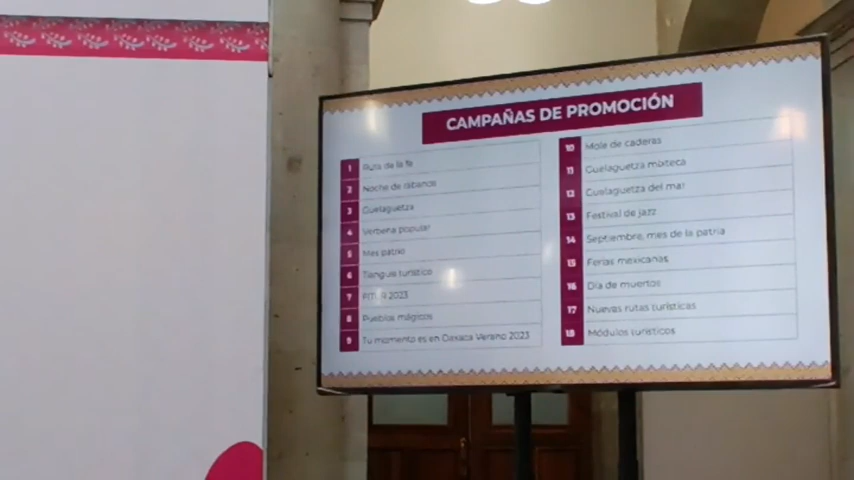 CAMPAÑAS DE PROMOCIÓN
1 Ruta de la fe
2 Noche de rábanos
3 Guelaguetza
4 Verbena popular
5 Mes patrio
6 Tianguis turístico
7 FITUR 2023
8 Pueblos mágicos
9 Tu momento es en Oaxaca Verano 2023
10 Mole de caderas
11 Guelaguetza mixteca
12 Guelaguetza del mar
13 Festival de jazz
14 Septiembre, mes de la patria
15 Ferias mexicanas
16 Día de muertos
17 Nuevas rutas turísticas
18 Módulos turísticos